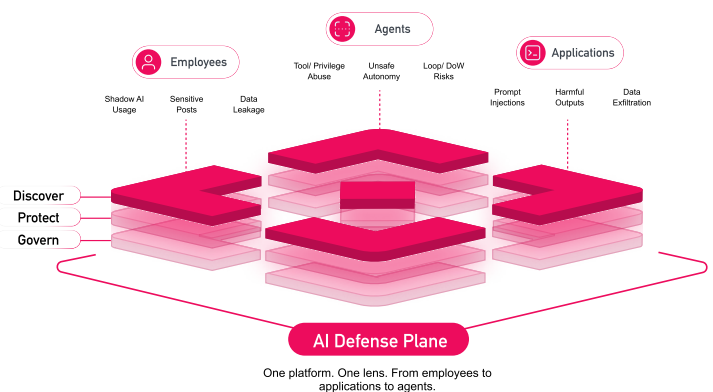 Agents
Employees
Applications
Tool/ Privilege
Abuse
Unsafe
Autonomy
Loop/ DoW
Risks
Shadow AI
Usage
Sensitive
Posts
Data
Leakage
Prompt
Injections
Harmful
Outputs
Data
Exfiltration
Discover
Protect
Govern
AI Defense Plane
One platform. One lens. From employees to
applications to agents.